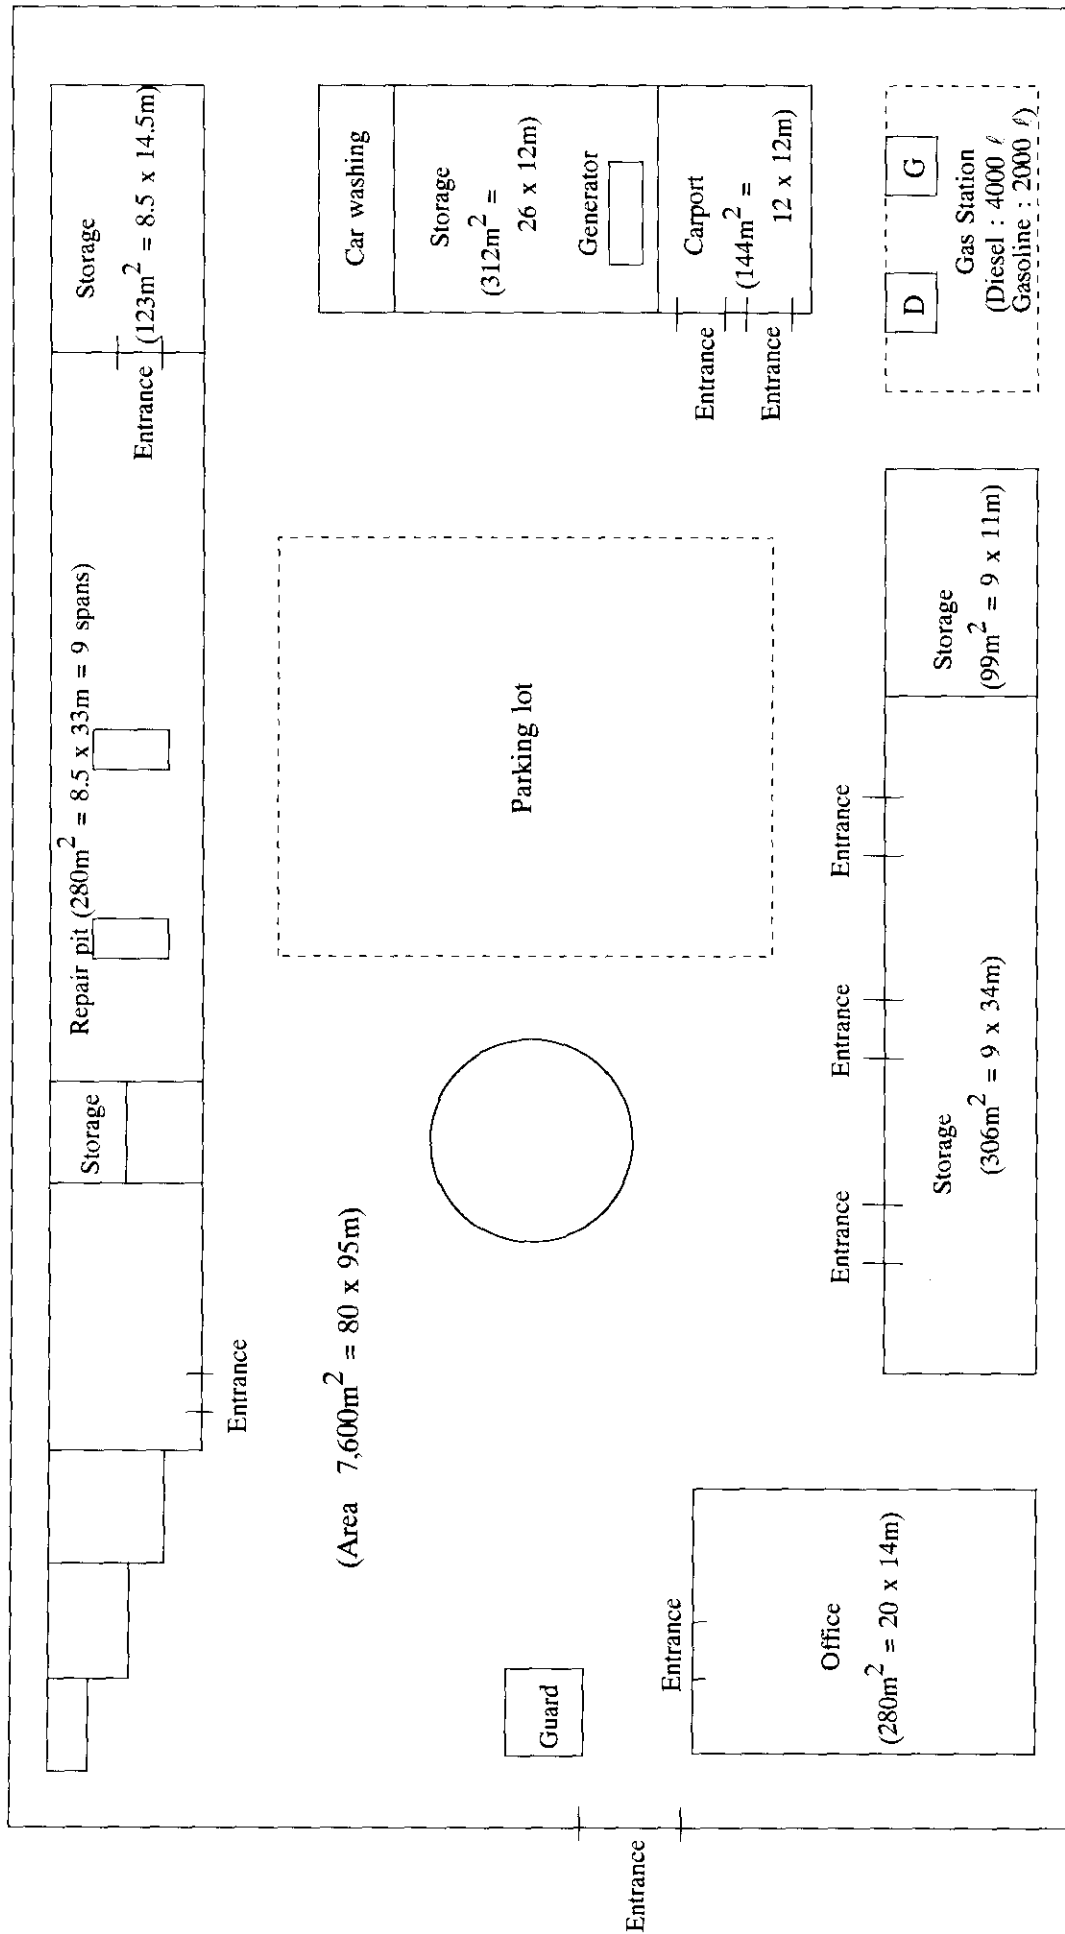 Storage
(123m² = 8.5 x 14.5m)
Entrance
Repair pit (280m² = 8.5 x 33m = 9 spans)
Storage
Entrance
Car washing
Storage
(312m² =
26 x 12m)
Generator
Carport
(144m² =
12 x 12m)
Entrance
Entrance
Parking lot
(Area 7,600m² = 80 x 95m)
D
G
Gas Station
(Diesel : 4000 ℓ
Gasoline : 2000 ℓ)
Storage
(99m² = 9 x 11m)
Entrance
Entrance
Entrance
Storage
(306m² = 9 x 34m)
Guard
Entrance
Office
(280m² = 20 x 14m)
Entrance